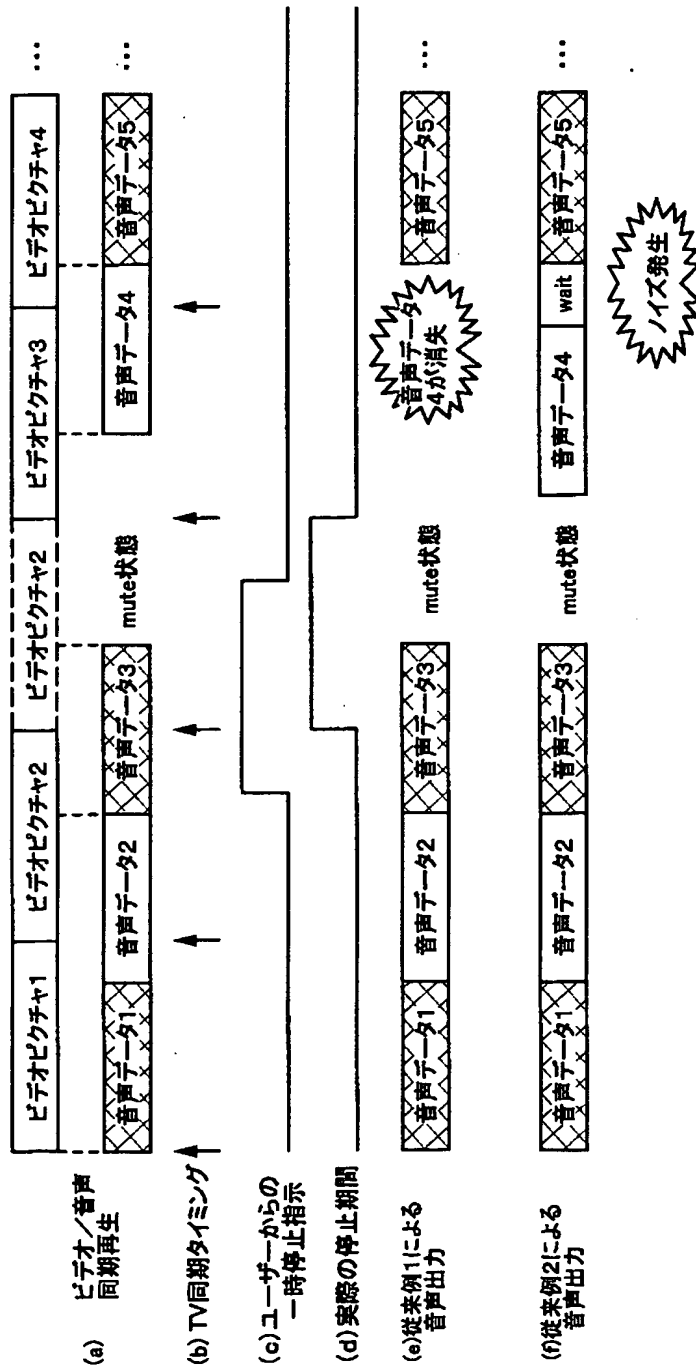 (a) ビデオ／音声
同期再生
ビデオピクチャ1 ビデオピクチャ2 ビデオピクチャ2 ビデオピクチャ3 ビデオピクチャ4 ...
音声データ1 音声データ2 音声データ3 mute状態 音声データ4 音声データ5 ...
(b) TV同期タイミング
(c) ユーザーからの
一時停止指示
(d) 実際の停止期間
(e) 従来例1による
音声出力
音声データ1 音声データ2 音声データ3 mute状態
音声データ
4が消失
音声データ5 ...
(f) 従来例2による
音声出力
音声データ1 音声データ2 音声データ3 mute状態 音声データ4 wait 音声データ5 ...
ノイズ発生